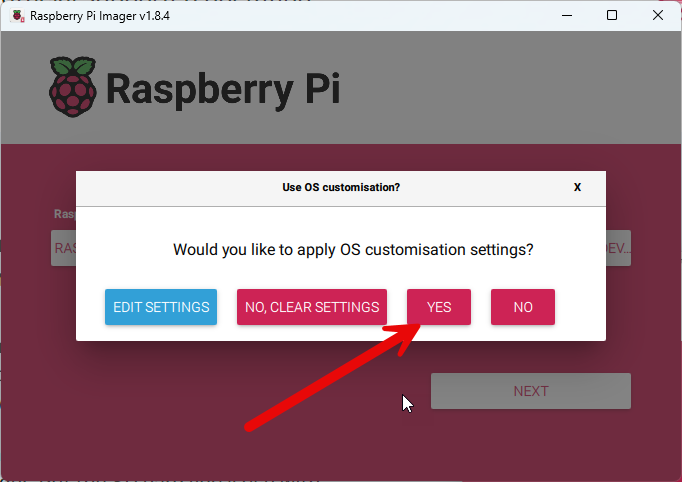 Raspberry Pi Imager v1.8.4
Raspberry Pi
Use OS customisation?
X
Rasp
RAS
DEV...
Would you like to apply OS customisation settings?
EDIT SETTINGS
NO, CLEAR SETTINGS
YES
NO
NEXT